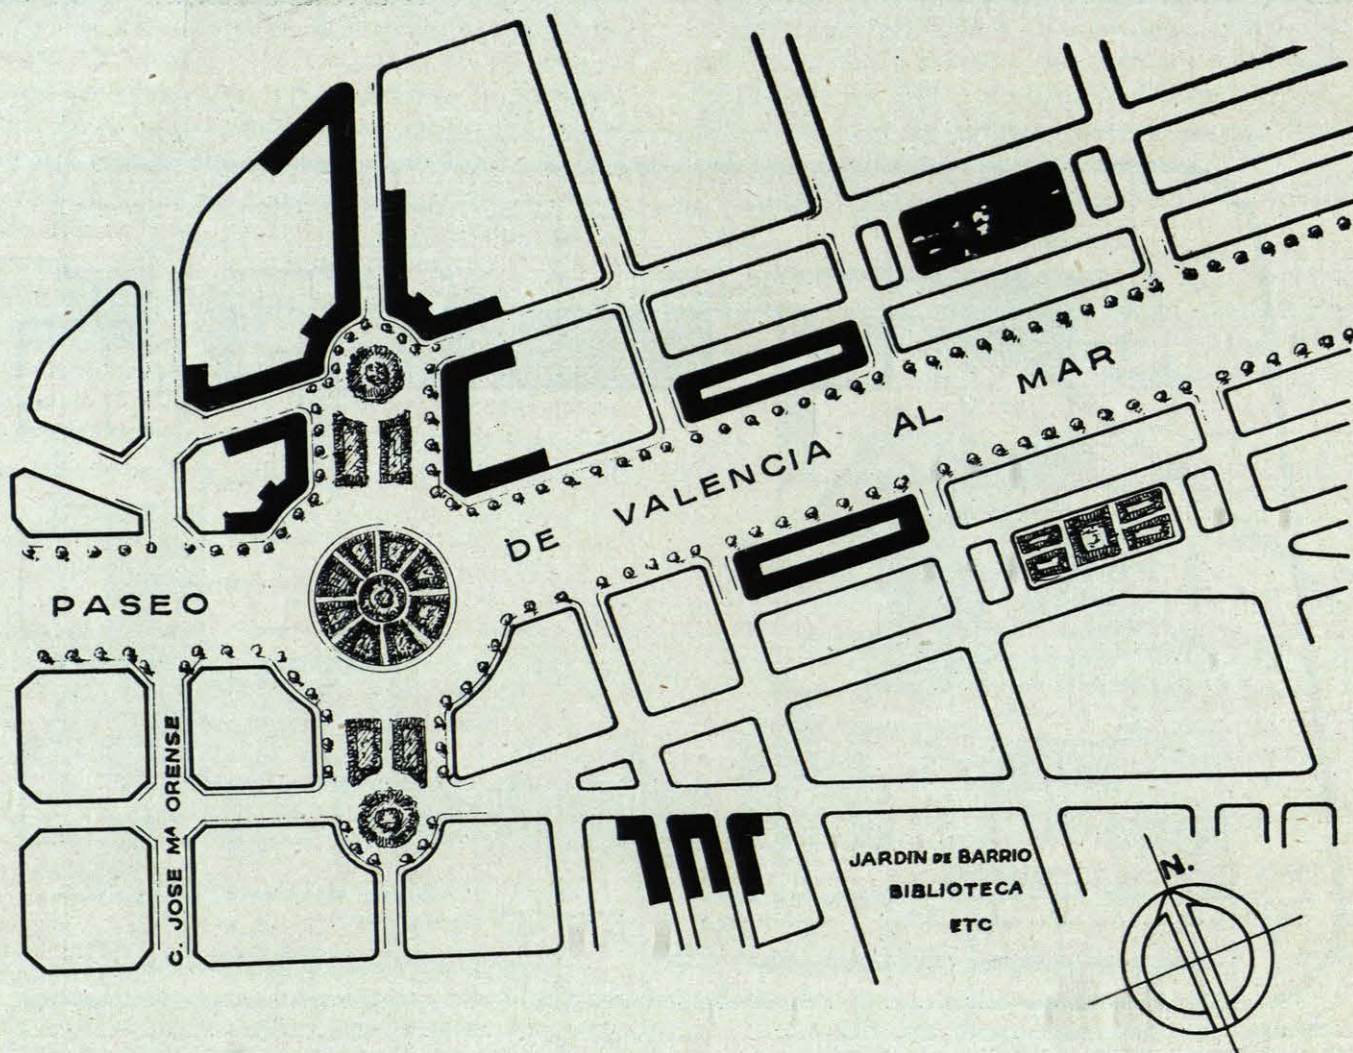 PASEO
DE VALENCIA AL MAR
C. JOSE Mª ORENSE
JARDIN DE BARRIO
BIBLIOTECA
ETC
N.